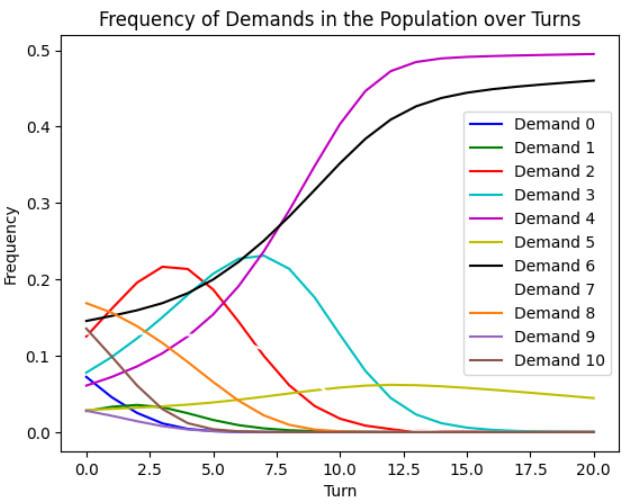 Frequency of Demands in the Population over Turns
0.5
0.4
0.3
0.2
0.1
0.0
Frequency
Demand 0
Demand 1
Demand 2
Demand 3
Demand 4
Demand 5
Demand 6
Demand 7
Demand 8
Demand 9
Demand 10
0.0 2.5 5.0 7.5 10.0 12.5 15.0 17.5 20.0
Turn